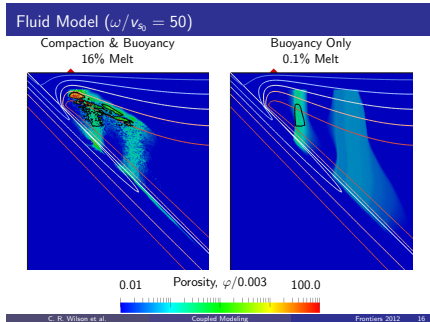 Fluid Model (ω/v_{s_0} = 50)
Compaction & Buoyancy
16% Melt
Buoyancy Only
0.1% Melt
Porosity, φ/0.003
0.01
100.0
C. R. Wilson et al. Coupled Modeling Frontiers 2012 16